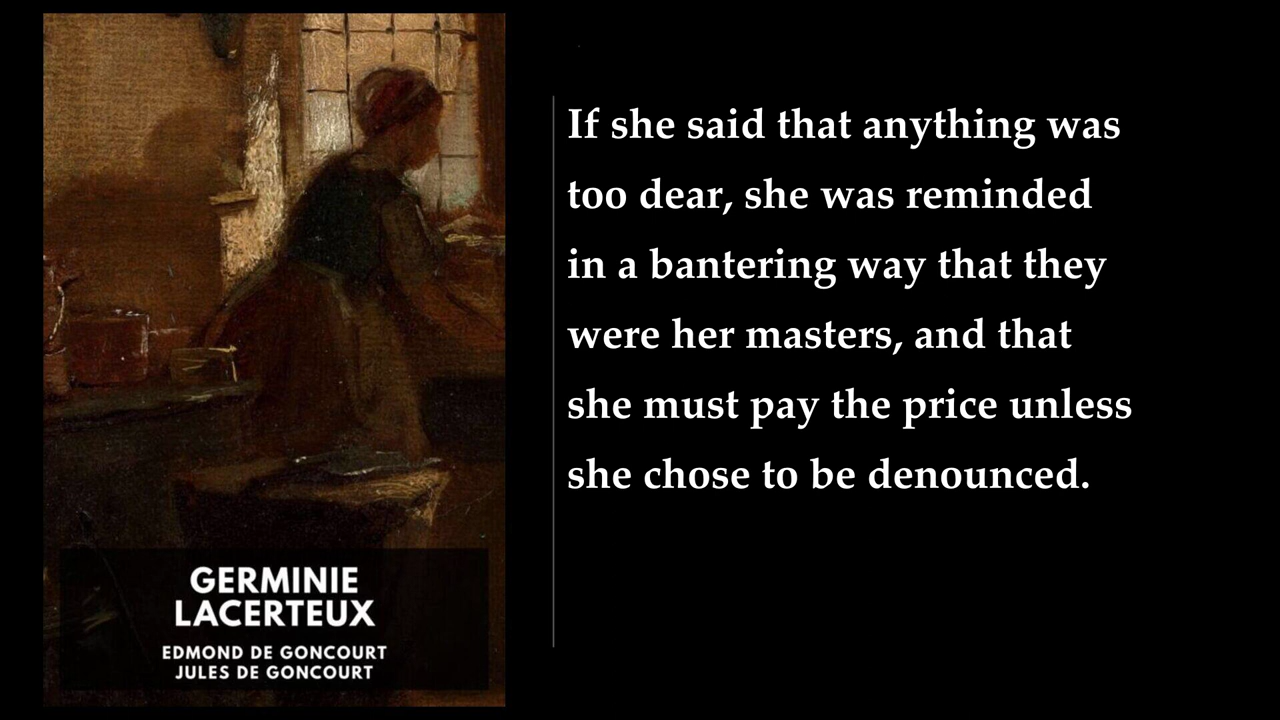 If she said that anything was
too dear, she was reminded
in a bantering way that they
were her masters, and that
she must pay the price unless
she chose to be denounced.
GERMINIE
LACERTEUX
EDMOND DE GONCOURT
JULES DE GONCOURT